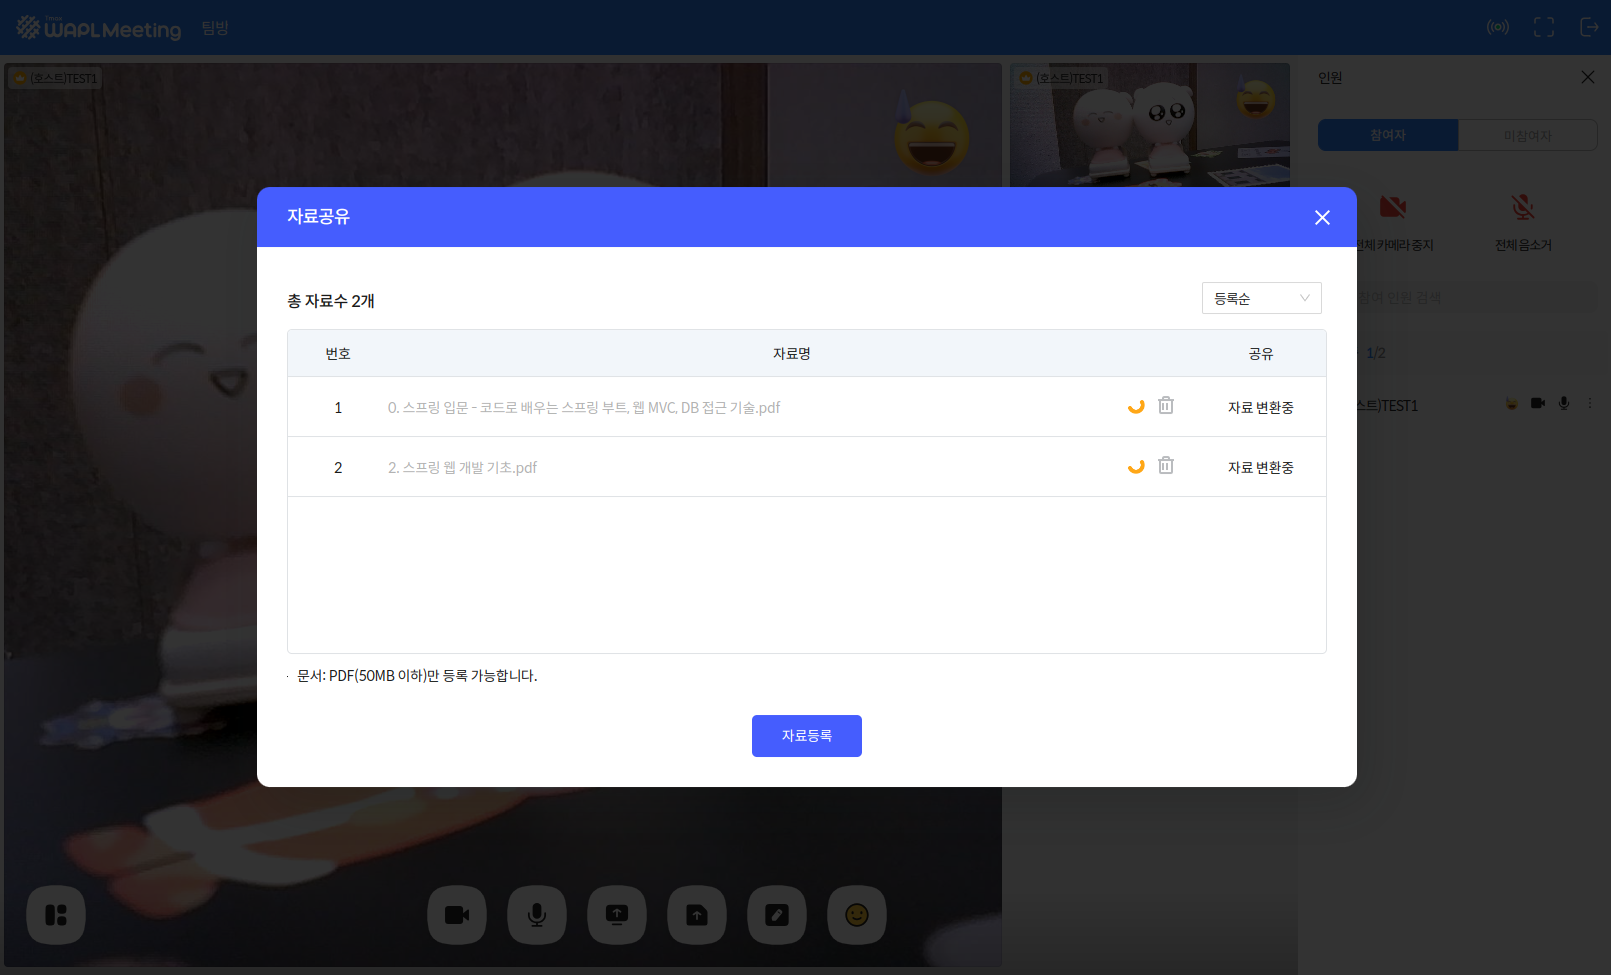 Tmax
WAPL Meeting 팀방
(호스트)TEST1
(호스트)TEST1
인원
참여자
미참여자
전체 카메라 중지
전체 음소거
참여 인원 검색
1/2
스트)TEST1
자료공유
총 자료수 2개
등록순
번호 자료명 공유
1 0. 스프링 입문 - 코드로 배우는 스프링 부트, 웹 MVC, DB 접근 기술.pdf 자료 변환중
2 2. 스프링 웹 개발 기초.pdf 자료 변환중
· 문서: PDF(50MB 이하)만 등록 가능합니다.
자료등록